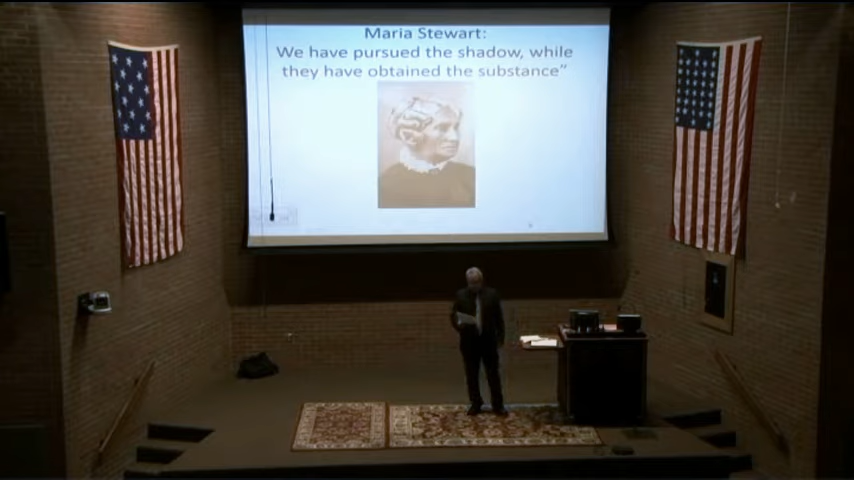 Maria Stewart:
We have pursued the shadow, while
they have obtained the substance”